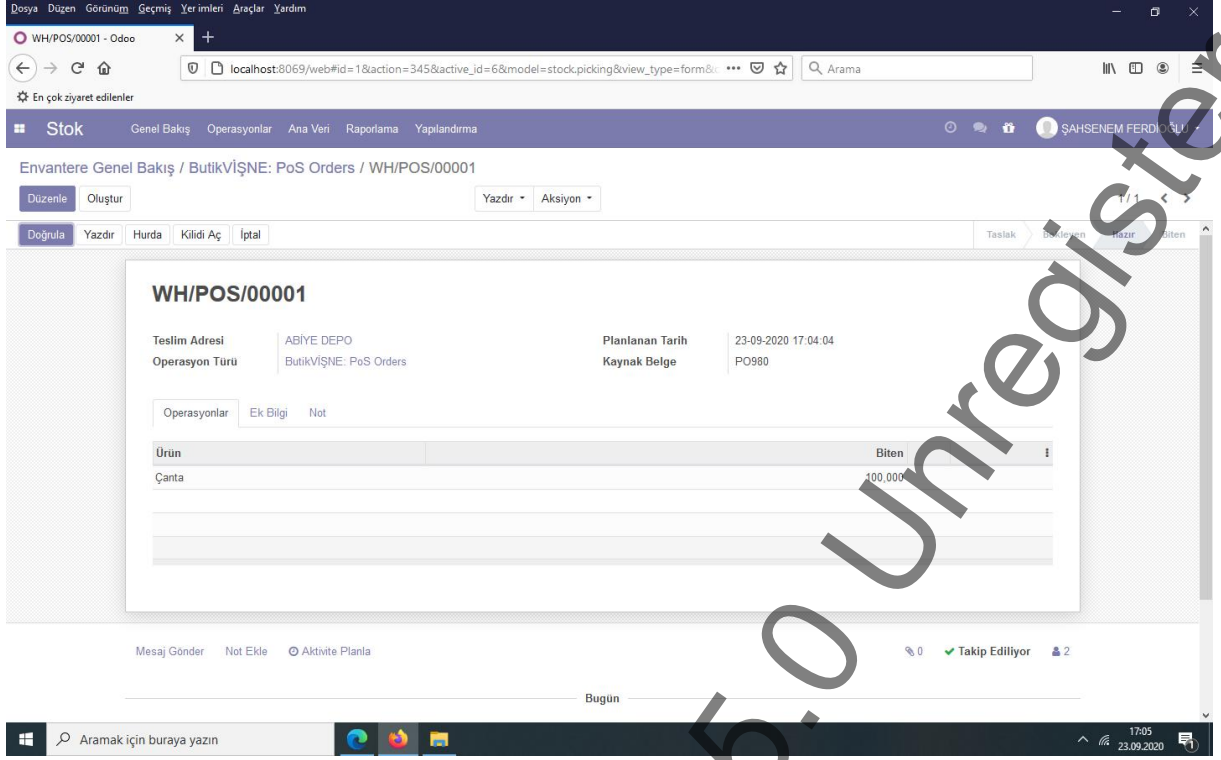 Dosya Düzen Görünüm Geçmiş Yer imleri Araçlar Yardım
WH/POS/00001 - Odoo
localhost:8069/web#id=1&action=345&active_id=6&model=stock.picking&view_type=form&
Arama
En çok ziyaret edilenler
Stok Genel Bakış Operasyonlar Ana Veri Raporlama Yapılandırma ŞAHSENEM FERDİOĞLU
Envantere Genel Bakış / ButikVİŞNE: PoS Orders / WH/POS/00001
Düzenle Oluştur Yazdır Aksiyon 1 / 1
Doğrula Yazdır Hurda Kilidi Aç İptal Taslak Bekleyen Hazır Biten
WH/POS/00001
Teslim Adresi ABİYE DEPO Planlanan Tarih 23-09-2020 17:04:04
Operasyon Türü ButikVİŞNE: PoS Orders Kaynak Belge PO980
Operasyonlar Ek Bilgi Not
Ürün Biten
Çanta 100,000
Mesaj Gönder Not Ekle Aktivite Planla 0 Takip Ediliyor 2
Bugün
Aramak için buraya yazın 17:05
23.09.2020 1
5.0 Unregister